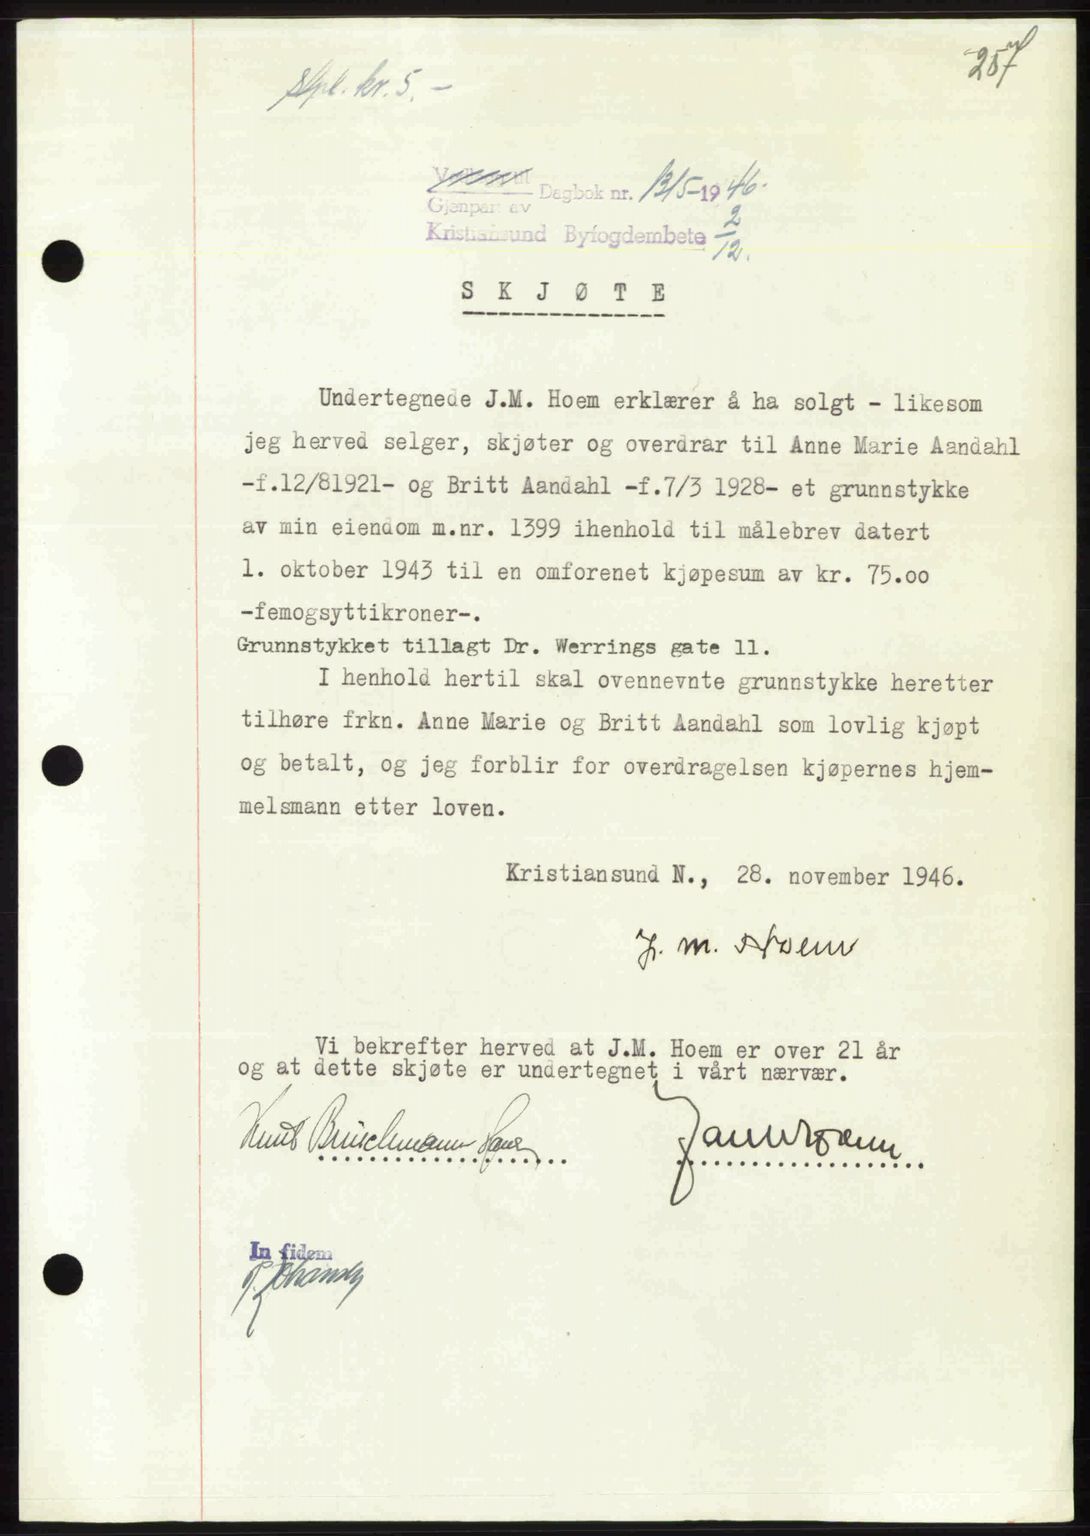 257
Stpl. kr. 5.-
Dagbok nr. 1315-1946.
Gjenpart av
Kristiansund Byfogdembete 2/12.
SKJØTE
Undertegnede J.M. Hoem erklærer å ha solgt - likesom
jeg herved selger, skjøter og overdrar til Anne Marie Aandahl
-f.12/81921- og Britt Aandahl -f.7/3 1928- et grunnstykke
av min eiendom m.nr. 1399 ihenhold til målebrev datert
1. oktober 1943 til en omforenet kjøpesum av kr. 75.oo
-femogsyttikroner-.
Grunnstykket tillagt Dr. Werrings gate 11.
I henhold hertil skal ovennevnte grunnstykke heretter
tilhøre frkn. Anne Marie og Britt Aandahl som lovlig kjøpt
og betalt, og jeg forblir for overdragelsen kjøpernes hjem-
melsmann etter loven.
Kristiansund N., 28. november 1946.
J. M. Hoem
Vi bekrefter herved at J.M. Hoem er over 21 år
og at dette skjøte er undertegnet i vårt nærvær.
Knut
In fidem